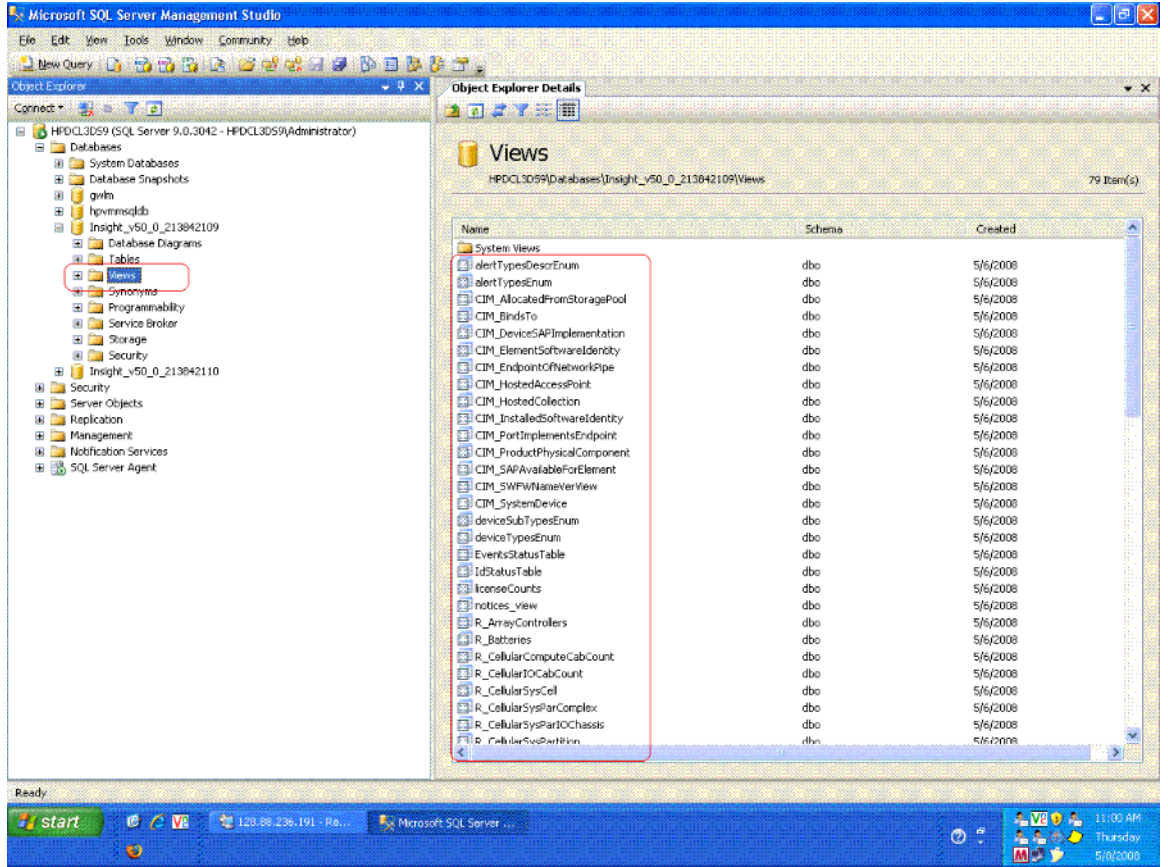 Microsoft SQL Server Management Studio
File Edit View Tools Window Community Help
New Query
Object Explorer
Connect
HPDCL3DS9 (SQL Server 9.0.3042 - HPDCL3DS9\Administrator)
Databases
System Databases
Database Snapshots
gwlm
hpvmmsqldb
Insight_v50_0_213842109
Database Diagrams
Tables
Views
Synonyms
Programmability
Service Broker
Storage
Security
Insight_v50_0_213842110
Security
Server Objects
Replication
Management
Notification Services
SQL Server Agent
Object Explorer Details
Views
HPDCL3DS9\Databases\Insight_v50_0_213842109\Views 79 Item(s)
Name Schema Created
System Views
alertTypesDescrEnum dbo 5/6/2008
alertTypesEnum dbo 5/6/2008
CIM_AllocatedFromStoragePool dbo 5/6/2008
CIM_BindsTo dbo 5/6/2008
CIM_DeviceSAPImplementation dbo 5/6/2008
CIM_ElementSoftwareIdentity dbo 5/6/2008
CIM_EndpointOfNetworkPipe dbo 5/6/2008
CIM_HostedAccessPoint dbo 5/6/2008
CIM_HostedCollection dbo 5/6/2008
CIM_InstalledSoftwareIdentity dbo 5/6/2008
CIM_PortImplementsEndpoint dbo 5/6/2008
CIM_ProductPhysicalComponent dbo 5/6/2008
CIM_SAPAvailableForElement dbo 5/6/2008
CIM_SWFWNameVerView dbo 5/6/2008
CIM_SystemDevice dbo 5/6/2008
deviceSubTypesEnum dbo 5/6/2008
deviceTypesEnum dbo 5/6/2008
EventsStatusTable dbo 5/6/2008
IdStatusTable dbo 5/6/2008
licenseCounts dbo 5/6/2008
notices_view dbo 5/6/2008
R_ArrayControllers dbo 5/6/2008
R_Batteries dbo 5/6/2008
R_CellularComputeCabCount dbo 5/6/2008
R_CellularIOCabCount dbo 5/6/2008
R_CellularSysCell dbo 5/6/2008
R_CellularSysParComplex dbo 5/6/2008
R_CellularSysParIOChassis dbo 5/6/2008
R_CellularSysPartition dbo 5/6/2008
Ready
start 128.88.236.191 - Re... Microsoft SQL Server ... 11:00 AM
Thursday
5/8/2008